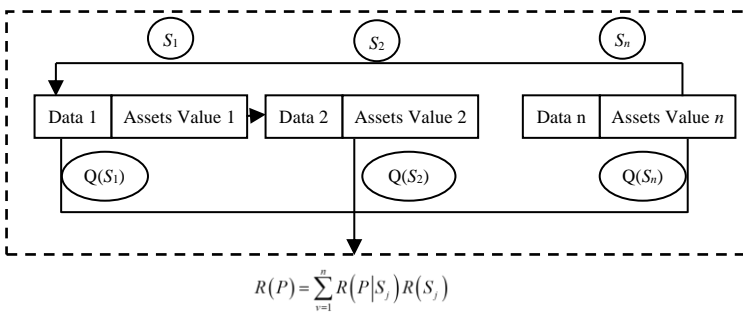 S₁ S₂ Sₙ
Data 1 Assets Value 1 Data 2 Assets Value 2 Data n Assets Value n
Q(S₁) Q(S₂) Q(Sₙ)
R(P)=∑ⁿᵥ₌₁ R(P|Sⱼ)R(Sⱼ)